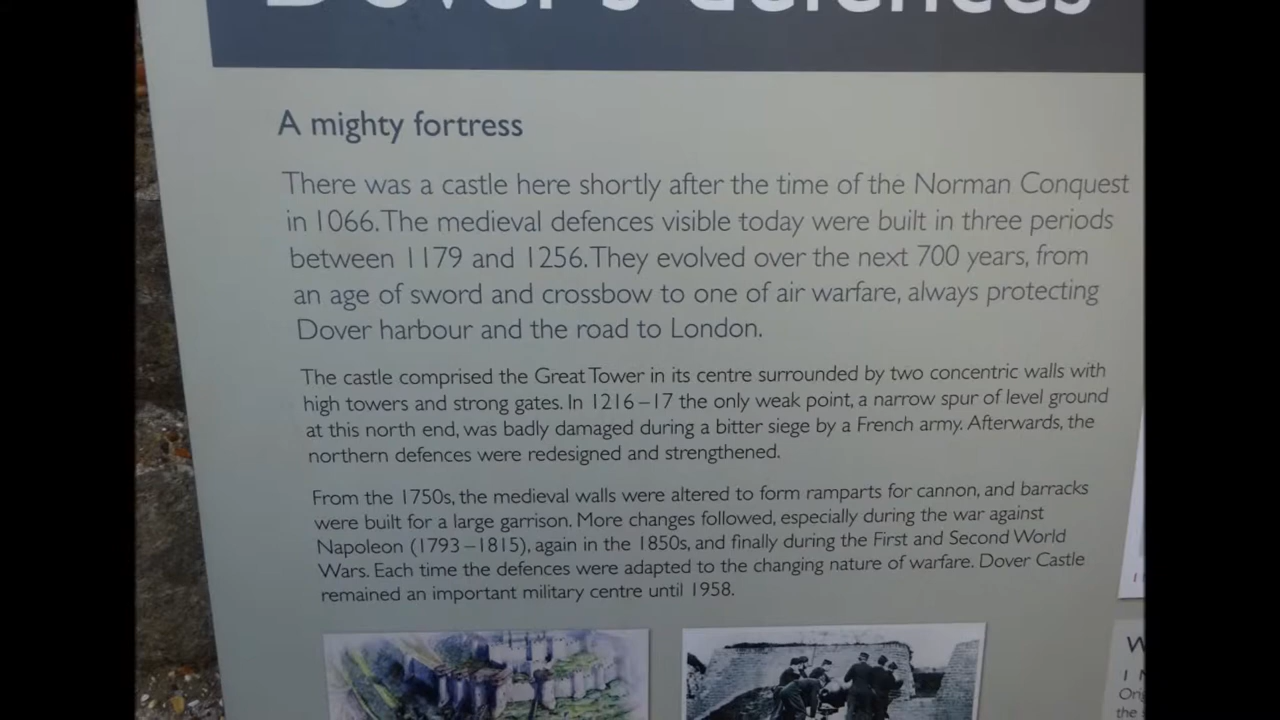 Dover's defences
A mighty fortress
There was a castle here shortly after the time of the Norman Conquest
in 1066. The medieval defences visible today were built in three periods
between 1179 and 1256. They evolved over the next 700 years, from
an age of sword and crossbow to one of air warfare, always protecting
Dover harbour and the road to London.
The castle comprised the Great Tower in its centre surrounded by two concentric walls with
high towers and strong gates. In 1216–17 the only weak point, a narrow spur of level ground
at this north end, was badly damaged during a bitter siege by a French army. Afterwards, the
northern defences were redesigned and strengthened.
From the 1750s, the medieval walls were altered to form ramparts for cannon, and barracks
were built for a large garrison. More changes followed, especially during the war against
Napoleon (1793–1815), again in the 1850s, and finally during the First and Second World
Wars. Each time the defences were adapted to the changing nature of warfare. Dover Castle
remained an important military centre until 1958.
the